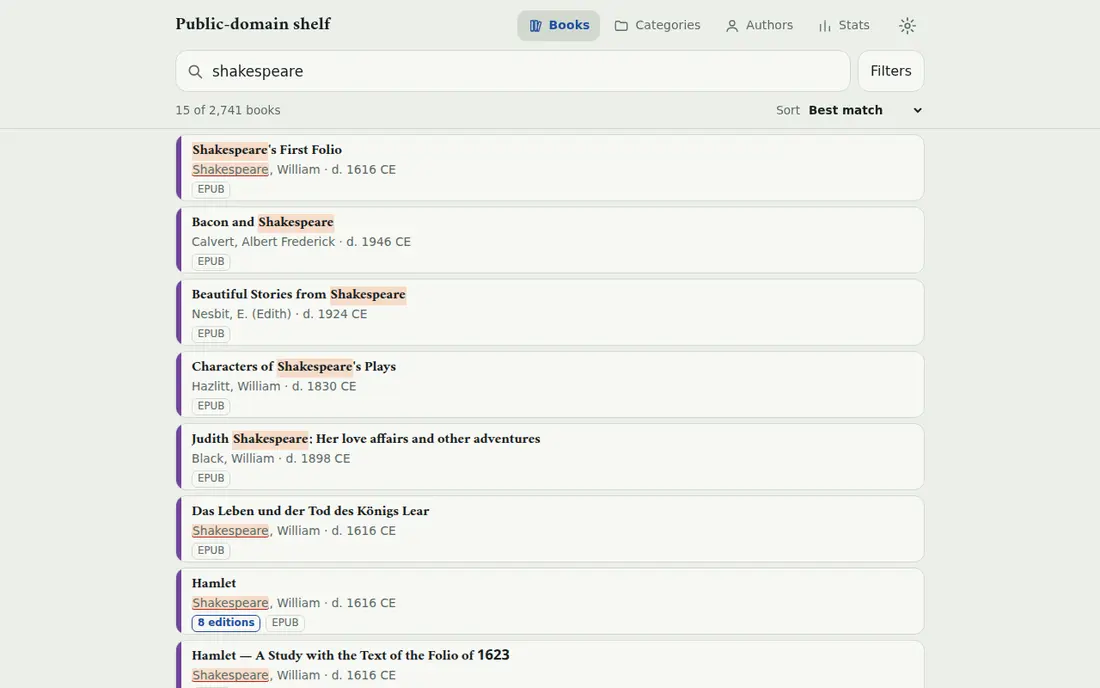 Public-domain shelf
Books
Categories
Authors
Stats
shakespeare
Filters
15 of 2,741 books
Sort Best match
Shakespeare's First Folio
Shakespeare, William · d. 1616 CE
EPUB
Bacon and Shakespeare
Calvert, Albert Frederick · d. 1946 CE
EPUB
Beautiful Stories from Shakespeare
Nesbit, E. (Edith) · d. 1924 CE
EPUB
Characters of Shakespeare's Plays
Hazlitt, William · d. 1830 CE
EPUB
Judith Shakespeare: Her love affairs and other adventures
Black, William · d. 1898 CE
EPUB
Das Leben und der Tod des Königs Lear
Shakespeare, William · d. 1616 CE
EPUB
Hamlet
Shakespeare, William · d. 1616 CE
8 editions EPUB
Hamlet — A Study with the Text of the Folio of 1623
Shakespeare, William · d. 1616 CE